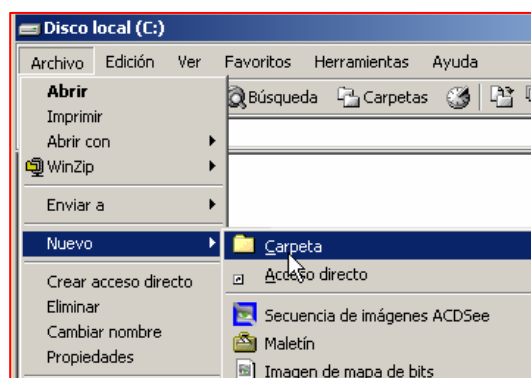 Disco local (C:)
Archivo Edición Ver Favoritos Herramientas Ayuda
Abrir
Imprimir
Abrir con
WinZip
Enviar a
Nuevo
Crear acceso directo
Eliminar
Cambiar nombre
Propiedades
Búsqueda Carpetas
Carpeta
Acceso directo
Secuencia de imágenes ACDSee
Maletín
Imagen de mapa de bits